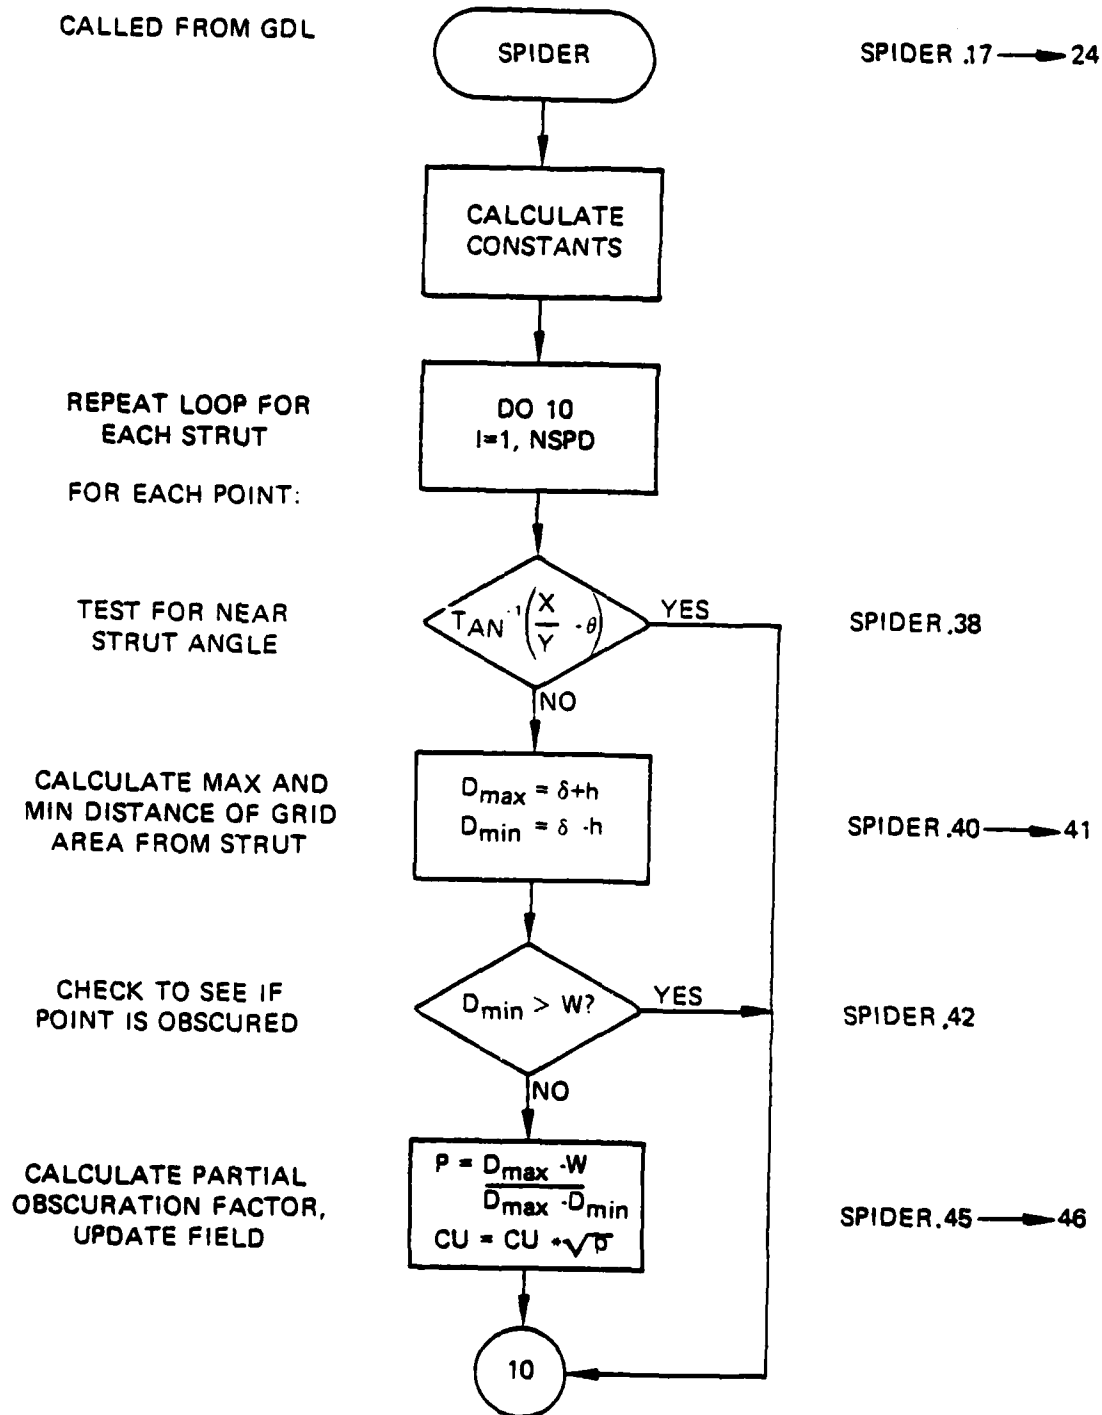 CALLED FROM GDL
SPIDER
SPIDER .17 → 24
CALCULATE
CONSTANTS
REPEAT LOOP FOR
EACH STRUT
DO 10
I=1, NSPD
FOR EACH POINT:
TEST FOR NEAR
STRUT ANGLE
TAN⁻¹(X/Y - θ)
YES
SPIDER.38
NO
CALCULATE MAX AND
MIN DISTANCE OF GRID
AREA FROM STRUT
Dmax = δ+h
Dmin = δ -h
SPIDER.40 → 41
CHECK TO SEE IF
POINT IS OBSCURED
Dmin > W?
YES
SPIDER.42
NO
CALCULATE PARTIAL
OBSCURATION FACTOR,
UPDATE FIELD
P = Dmax -W
Dmax -Dmin
CU = CU *√p
SPIDER.45 → 46
10